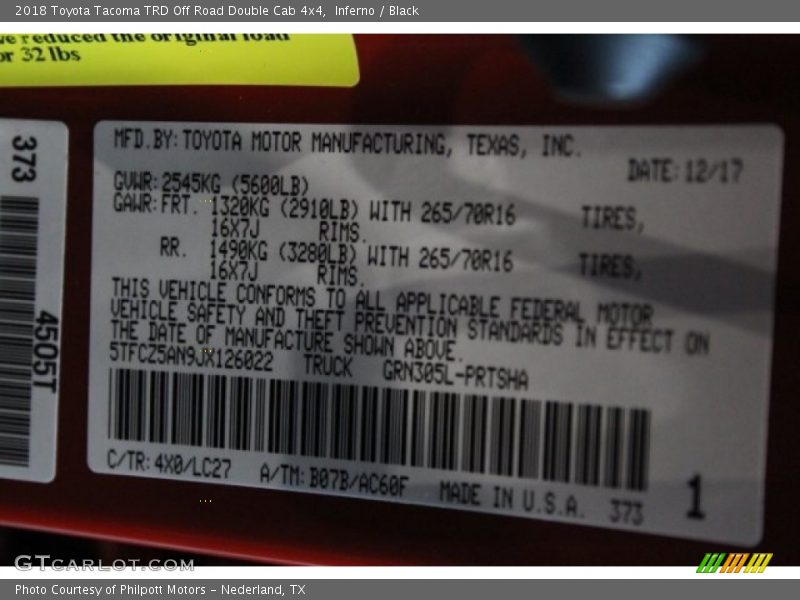 2018 Toyota Tacoma TRD Off Road Double Cab 4x4, Inferno / Black
we reduced the original load
or 32 lbs
373
4505T
MFD.BY:TOYOTA MOTOR MANUFACTURING, TEXAS, INC.
DATE:12/17
GVWR:2545KG (5600LB)
GAWR:FRT. 1320KG (2910LB) WITH 265/70R16 TIRES,
16X7J RIMS.
RR. 1490KG (3280LB) WITH 265/70R16 TIRES,
16X7J RIMS.
THIS VEHICLE CONFORMS TO ALL APPLICABLE FEDERAL MOTOR
VEHICLE SAFETY AND THEFT PREVENTION STANDARDS IN EFFECT ON
THE DATE OF MANUFACTURE SHOWN ABOVE.
5TFCZ5AN9JX126022 TRUCK GRN305L-PRTSHA
C/TR:4X0/LC27 A/TM:B07B/AC60F MADE IN U.S.A. 373
1
GTCARLOT.COM
Photo Courtesy of Philpott Motors - Nederland, TX